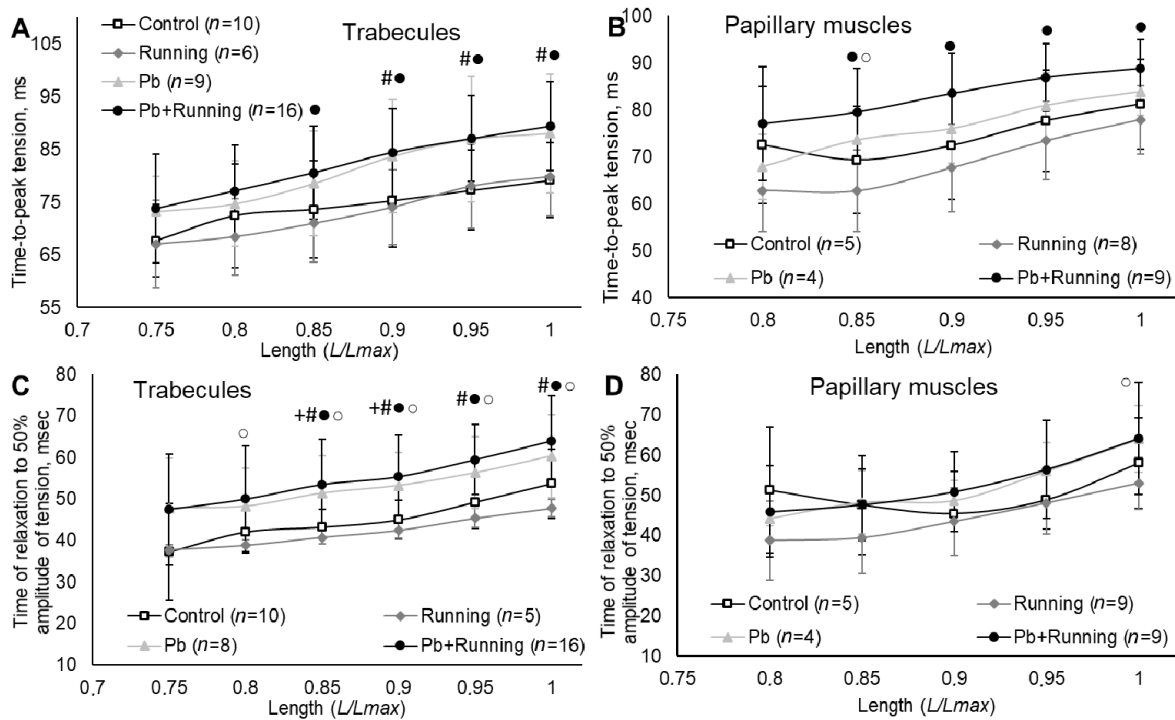 A
Trabecules
Control (n=10)
Running (n=6)
Pb (n=9)
Pb+Running (n=16)
Time-to-peak tension, ms
105
95
85
75
65
55
#●
#●
#●
●
0.7
0.75
0.8
0.85
0.9
0.95
1
Length (L/Lmax)
B
Papillary muscles
Time-to-peak tension, ms
100
90
80
70
60
50
40
● ○
●
●
●
Control (n=5)
Running (n=8)
Pb (n=4)
Pb+Running (n=9)
0.75
0.8
0.85
0.9
0.95
1
Length (L/Lmax)
C
Trabecules
Time of relaxation to 50%
amplitude of tension, msec
80
70
60
50
40
30
20
10
○
+#● ○
+#● ○
#● ○
#● ○
Control (n=10)
Running (n=5)
Pb (n=8)
Pb+Running (n=16)
0.7
0.75
0.8
0.85
0.9
0.95
1
Length (L/Lmax)
D
Papillary muscles
Time of relaxation to 50%
amplitude of tension, msec
80
70
60
50
40
30
20
10
○
Control (n=5)
Running (n=9)
Pb (n=4)
Pb+Running (n=9)
0.75
0.8
0.85
0.9
0.95
1
Length (L/Lmax)